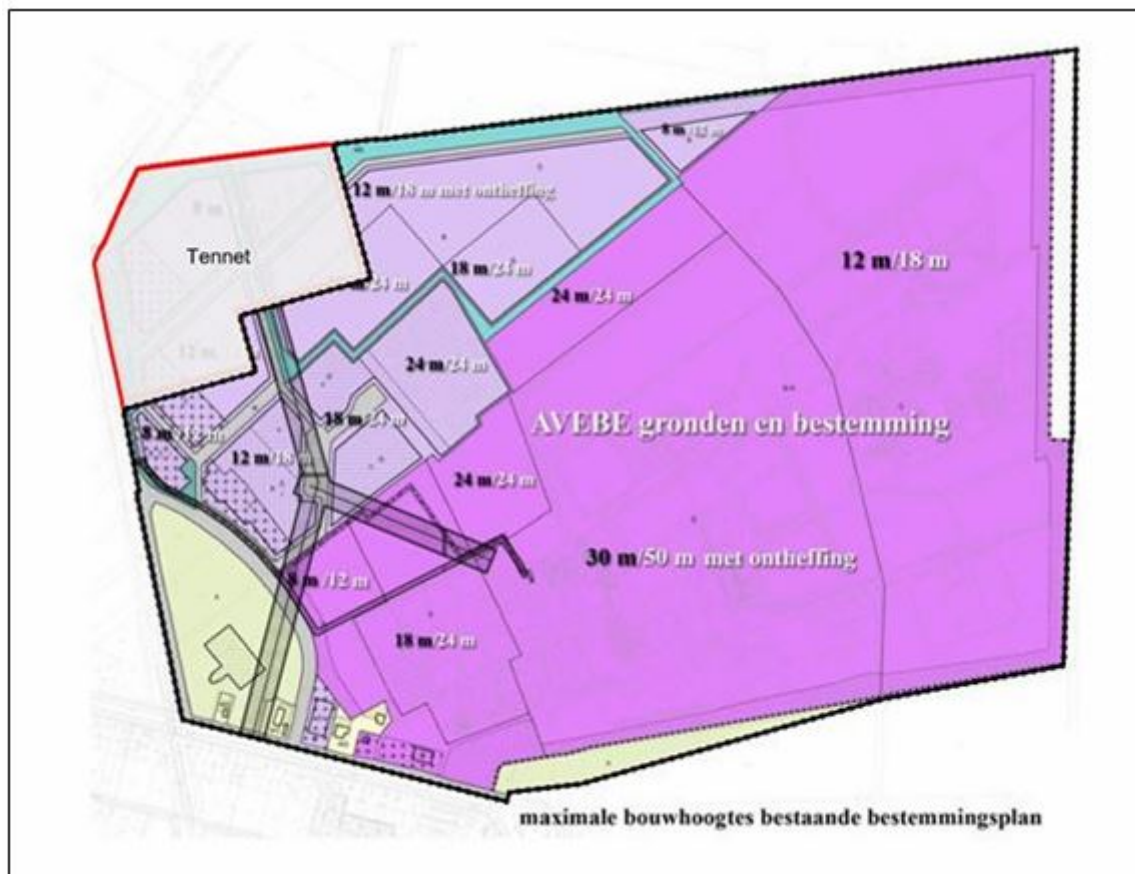 8 m/18 m
12 m/18 m met ontheffing
8 m
Tennet
12 m/18 m
18 m/24 m
m/24 m
24 m/24 m
12 m
24 m/24 m
18 m/24 m
AVEBE gronden en bestemming
8 m
12 m/18 m
24 m/24 m
30 m/50 m met ontheffing
8 m /12 m
18 m/24 m
maximale bouwhoogtes bestaande bestemmingsplan